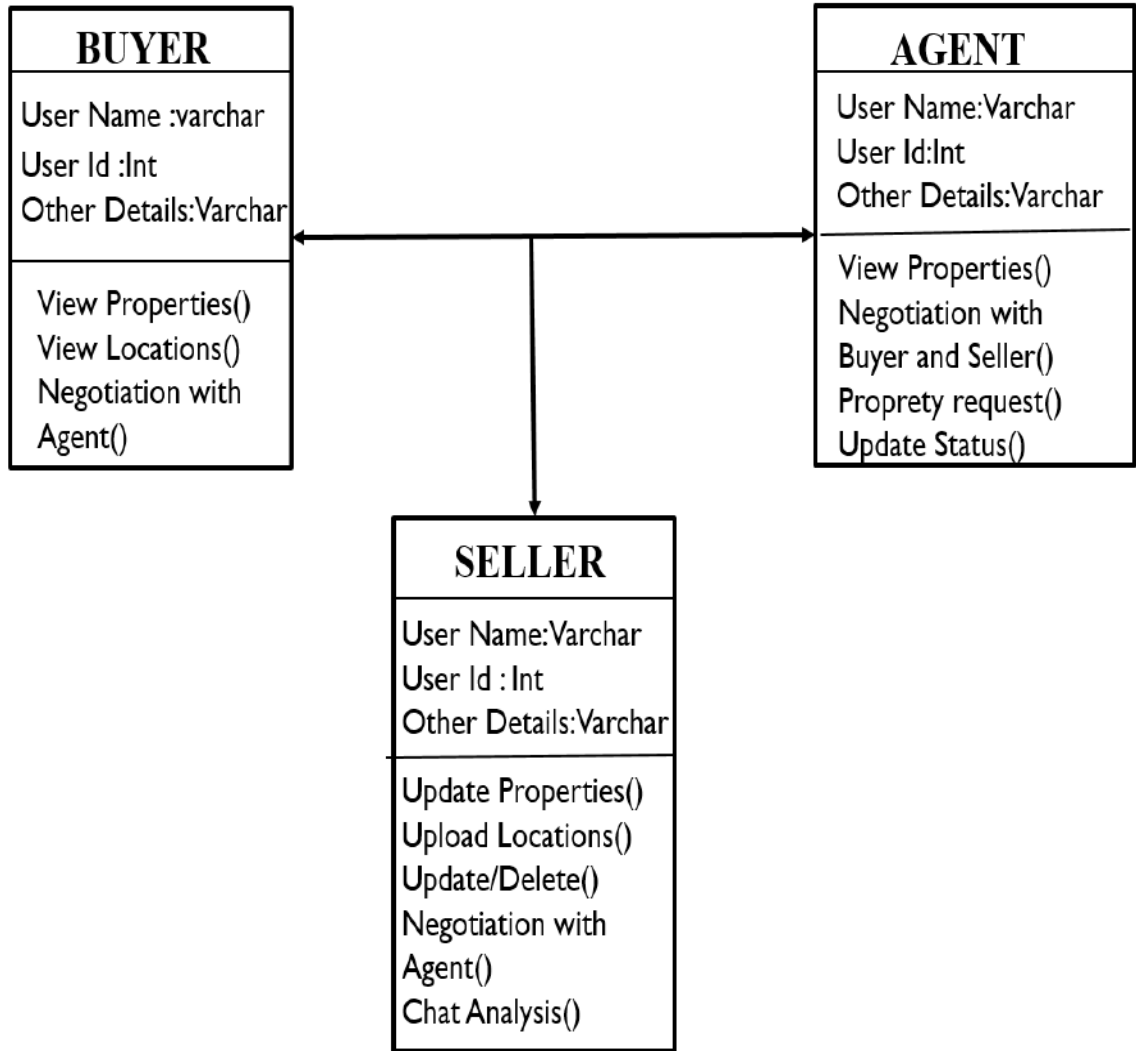 BUYER
User Name :varchar
User Id :Int
Other Details:Varchar
View Properties()
View Locations()
Negotiation with
Agent()
AGENT
User Name:Varchar
User Id:Int
Other Details:Varchar
View Properties()
Negotiation with
Buyer and Seller()
Proprety request()
Update Status()
SELLER
User Name:Varchar
User Id : Int
Other Details:Varchar
Update Properties()
Upload Locations()
Update/Delete()
Negotiation with
Agent()
Chat Analysis()